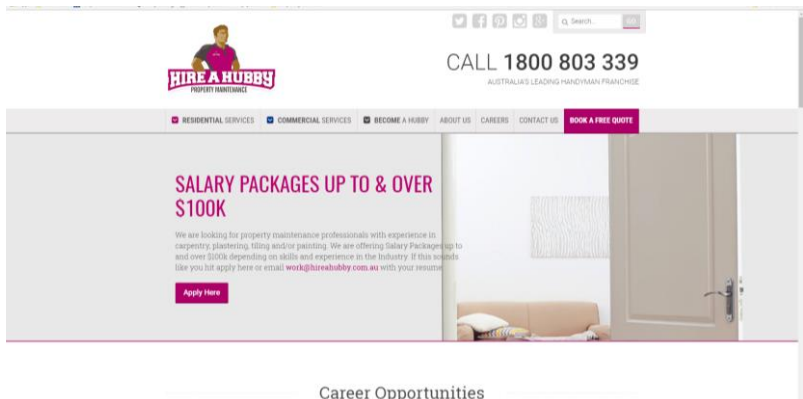 Search..
GO
HIRE A HUBBY
PROPERTY MAINTENANCE
CALL 1800 803 339
AUSTRALIA'S LEADING HANDYMAN FRANCHISE
RESIDENTIAL SERVICES COMMERCIAL SERVICES BECOME A HUBBY ABOUT US CAREERS CONTACT US BOOK A FREE QUOTE
SALARY PACKAGES UP TO & OVER
$100K
We are looking for property maintenance professionals with experience in
carpentry, plastering, tiling and/or painting. We are offering Salary Packages up to
and over $100k depending on skills and experience in the Industry. If this sounds
like you hit apply here or email work@hireahubby.com.au with your resume
Apply Here
Career Opportunities